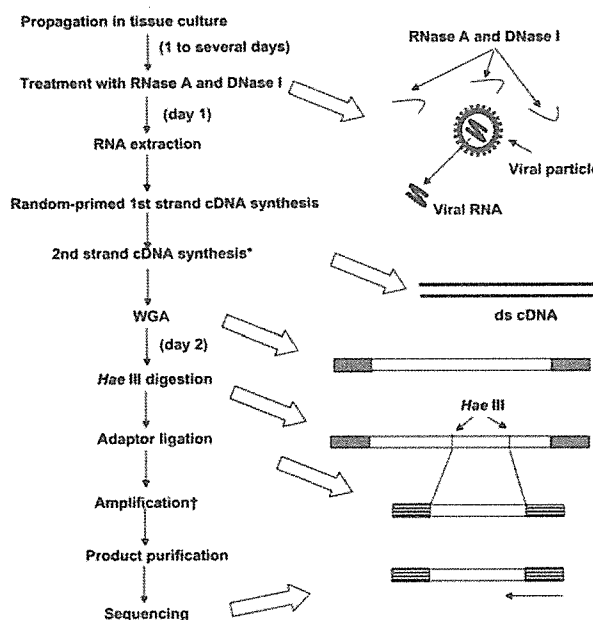 Propagation in tissue culture
(1 to several days)
Treatment with RNase A and DNase I
(day 1)
RNA extraction
Random-primed 1st strand cDNA synthesis
2nd strand cDNA synthesis*
WGA
(day 2)
Hae III digestion
Adaptor ligation
Amplification†
Product purification
Sequencing
RNase A and DNase I
Viral particle
Viral RNA
ds cDNA
Hae III